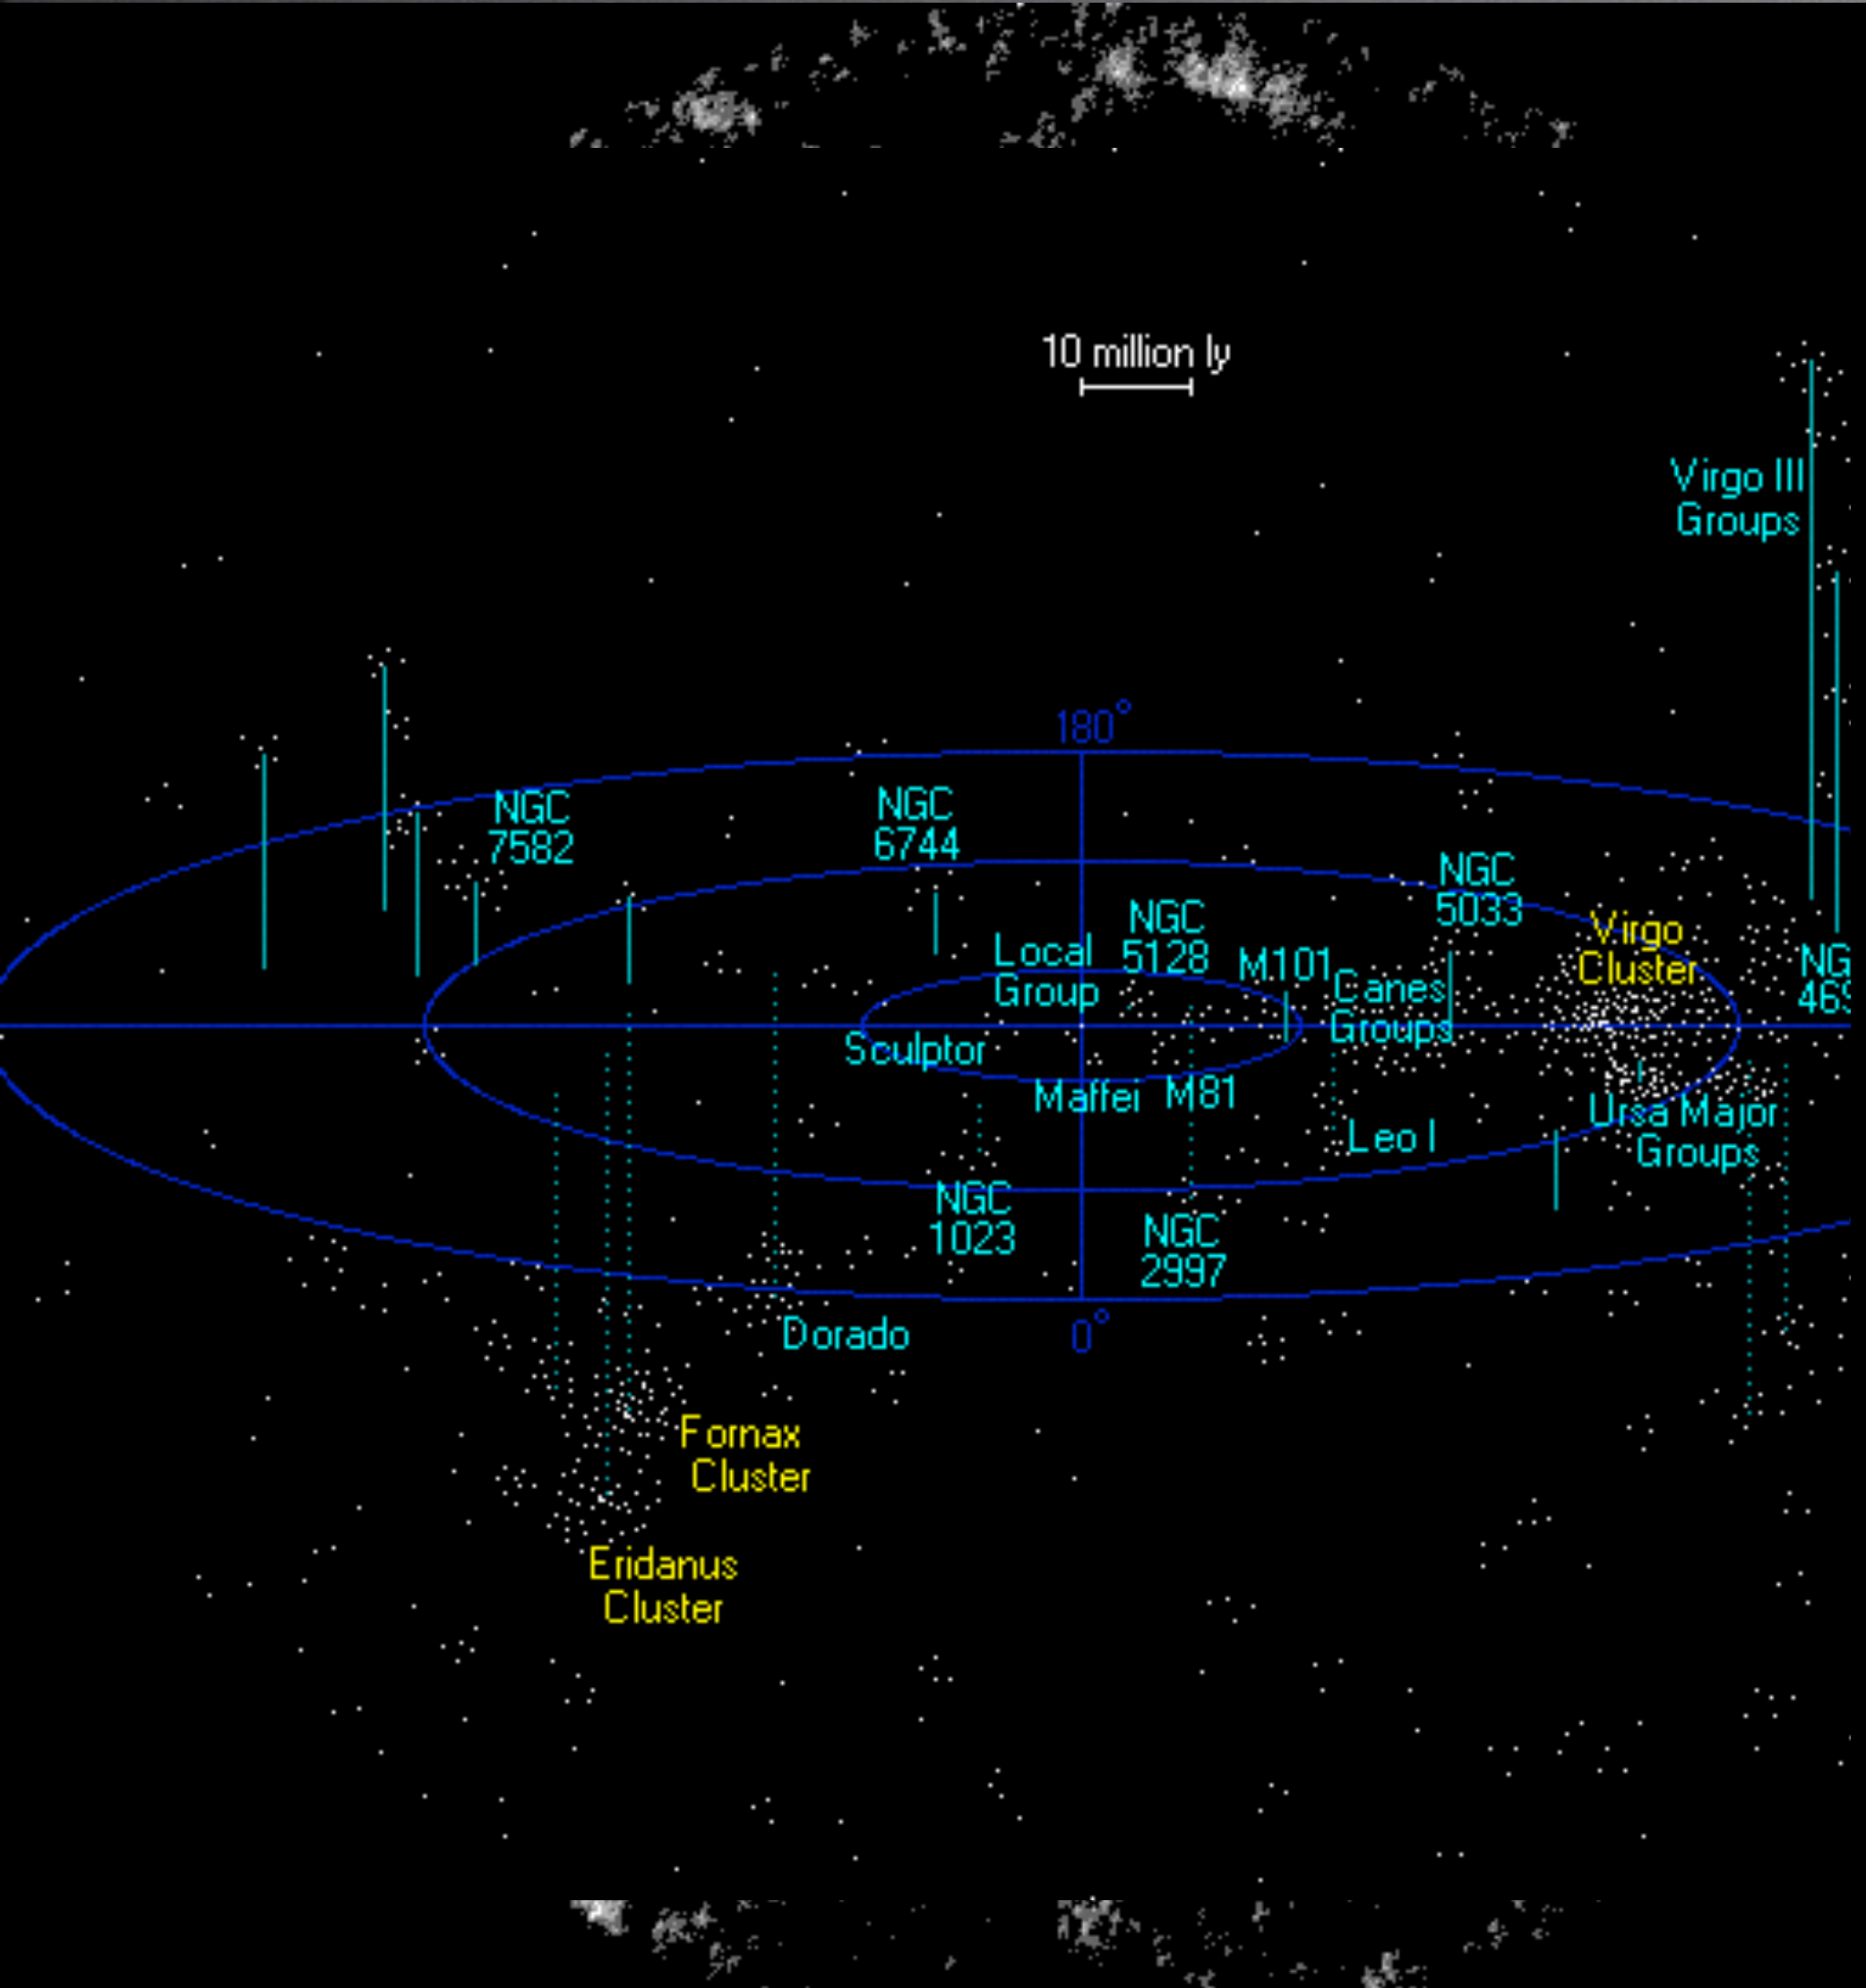 10 million ly
Virgo III
Groups
180°
NGC
7582
NGC
6744
NGC
5033
NGC
5128
Virgo
Cluster
Local
Group
M101
Canes
Groups
Sculptor
Maffei
M81
Ursa Major
Groups
Leo I
NGC
1023
NGC
2997
Dorado
0°
Fornax
Cluster
Eridanus
Cluster